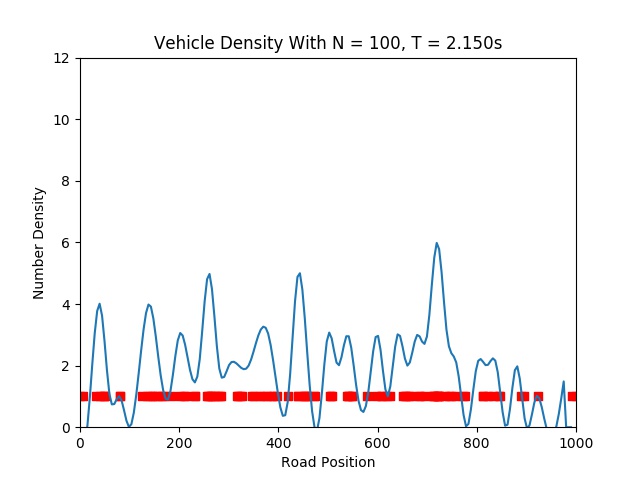 Vehicle Density With N = 100, T = 2.150s
12
10
8
6
4
2
0
Number Density
0 200 400 600 800 1000
Road Position